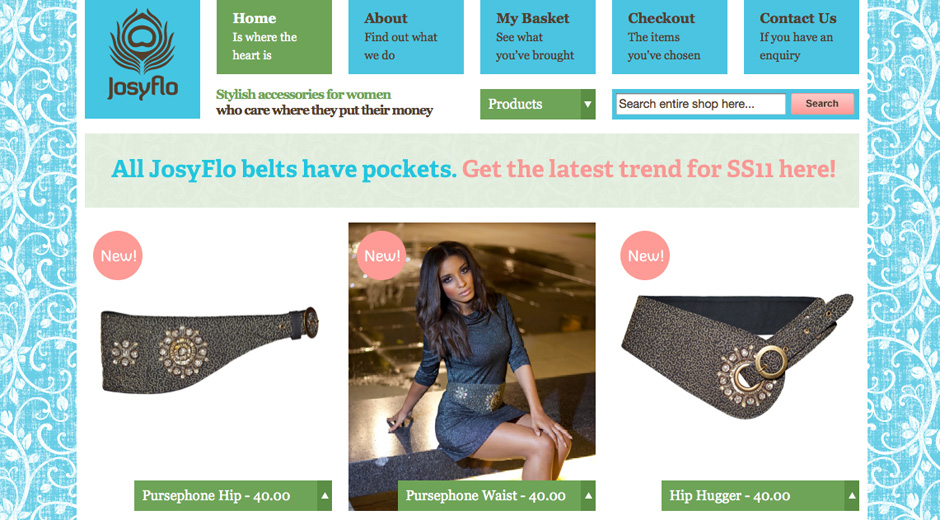 Josyflo
Home
Is where the
heart is
About
Find out what
we do
My Basket
See what
you've brought
Checkout
The items
you've chosen
Contact Us
If you have an
enquiry
Stylish accessories for women
who care where they put their money
Products
Search entire shop here...
Search
All JosyFlo belts have pockets. Get the latest trend for SS11 here!
New!
New!
New!
Pursephone Hip - 40.00
Pursephone Waist - 40.00
Hip Hugger - 40.00